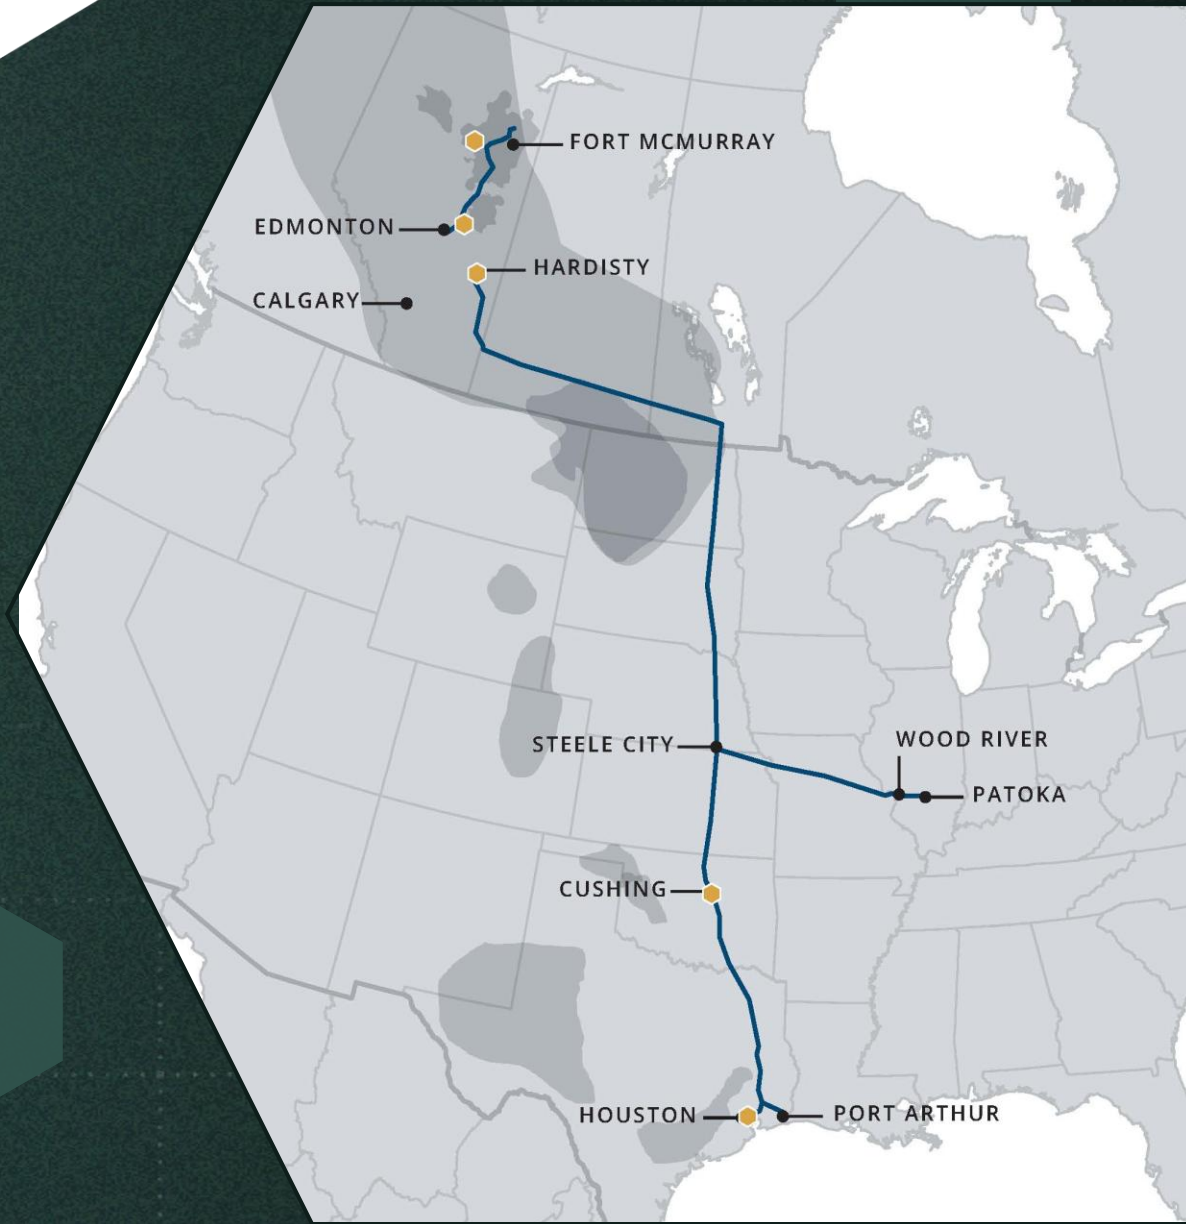 FORT MCMURRAY
EDMONTON
HARDISTY
CALGARY
STEELE CITY
WOOD RIVER
PATOKA
CUSHING
HOUSTON
PORT ARTHUR